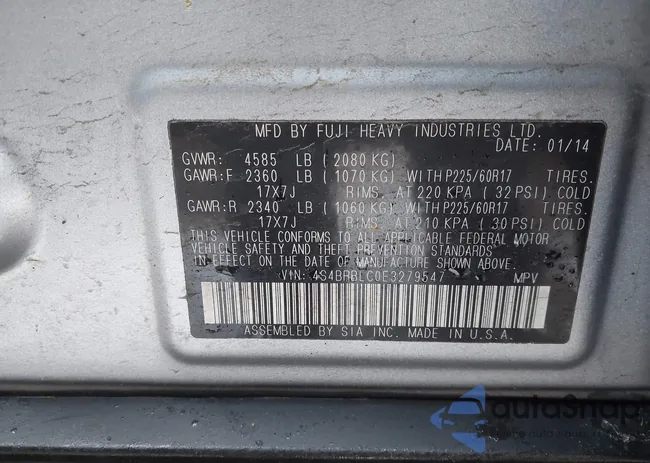 MFD BY FUJI HEAVY INDUSTRIES LTD.
DATE: 01/14
GVWR: 4585 LB ( 2080 KG)
GAWR:F 2360 LB ( 1070 KG) WITH P225/60R17 TIRES.
17X7J RIMS, AT 220 KPA ( 32 PSI) COLD
GAWR:R 2340 LB ( 1060 KG) WITH P225/60R17 TIRES.
17X7J RIMS, AT 210 KPA ( 30 PSI) COLD
THIS VEHICLE CONFORMS TO ALL APPLICABLE FEDERAL MOTOR
VEHICLE SAFETY AND THEFT PREVENTION STANDARDS
IN EFFECT ON THE DATE OF MANUFACTURE SHOWN ABOVE.
VIN: 4S4BRBLC0E3279547 MPV
ASSEMBLED BY SIA INC. MADE IN U.S.A.
autoSnap